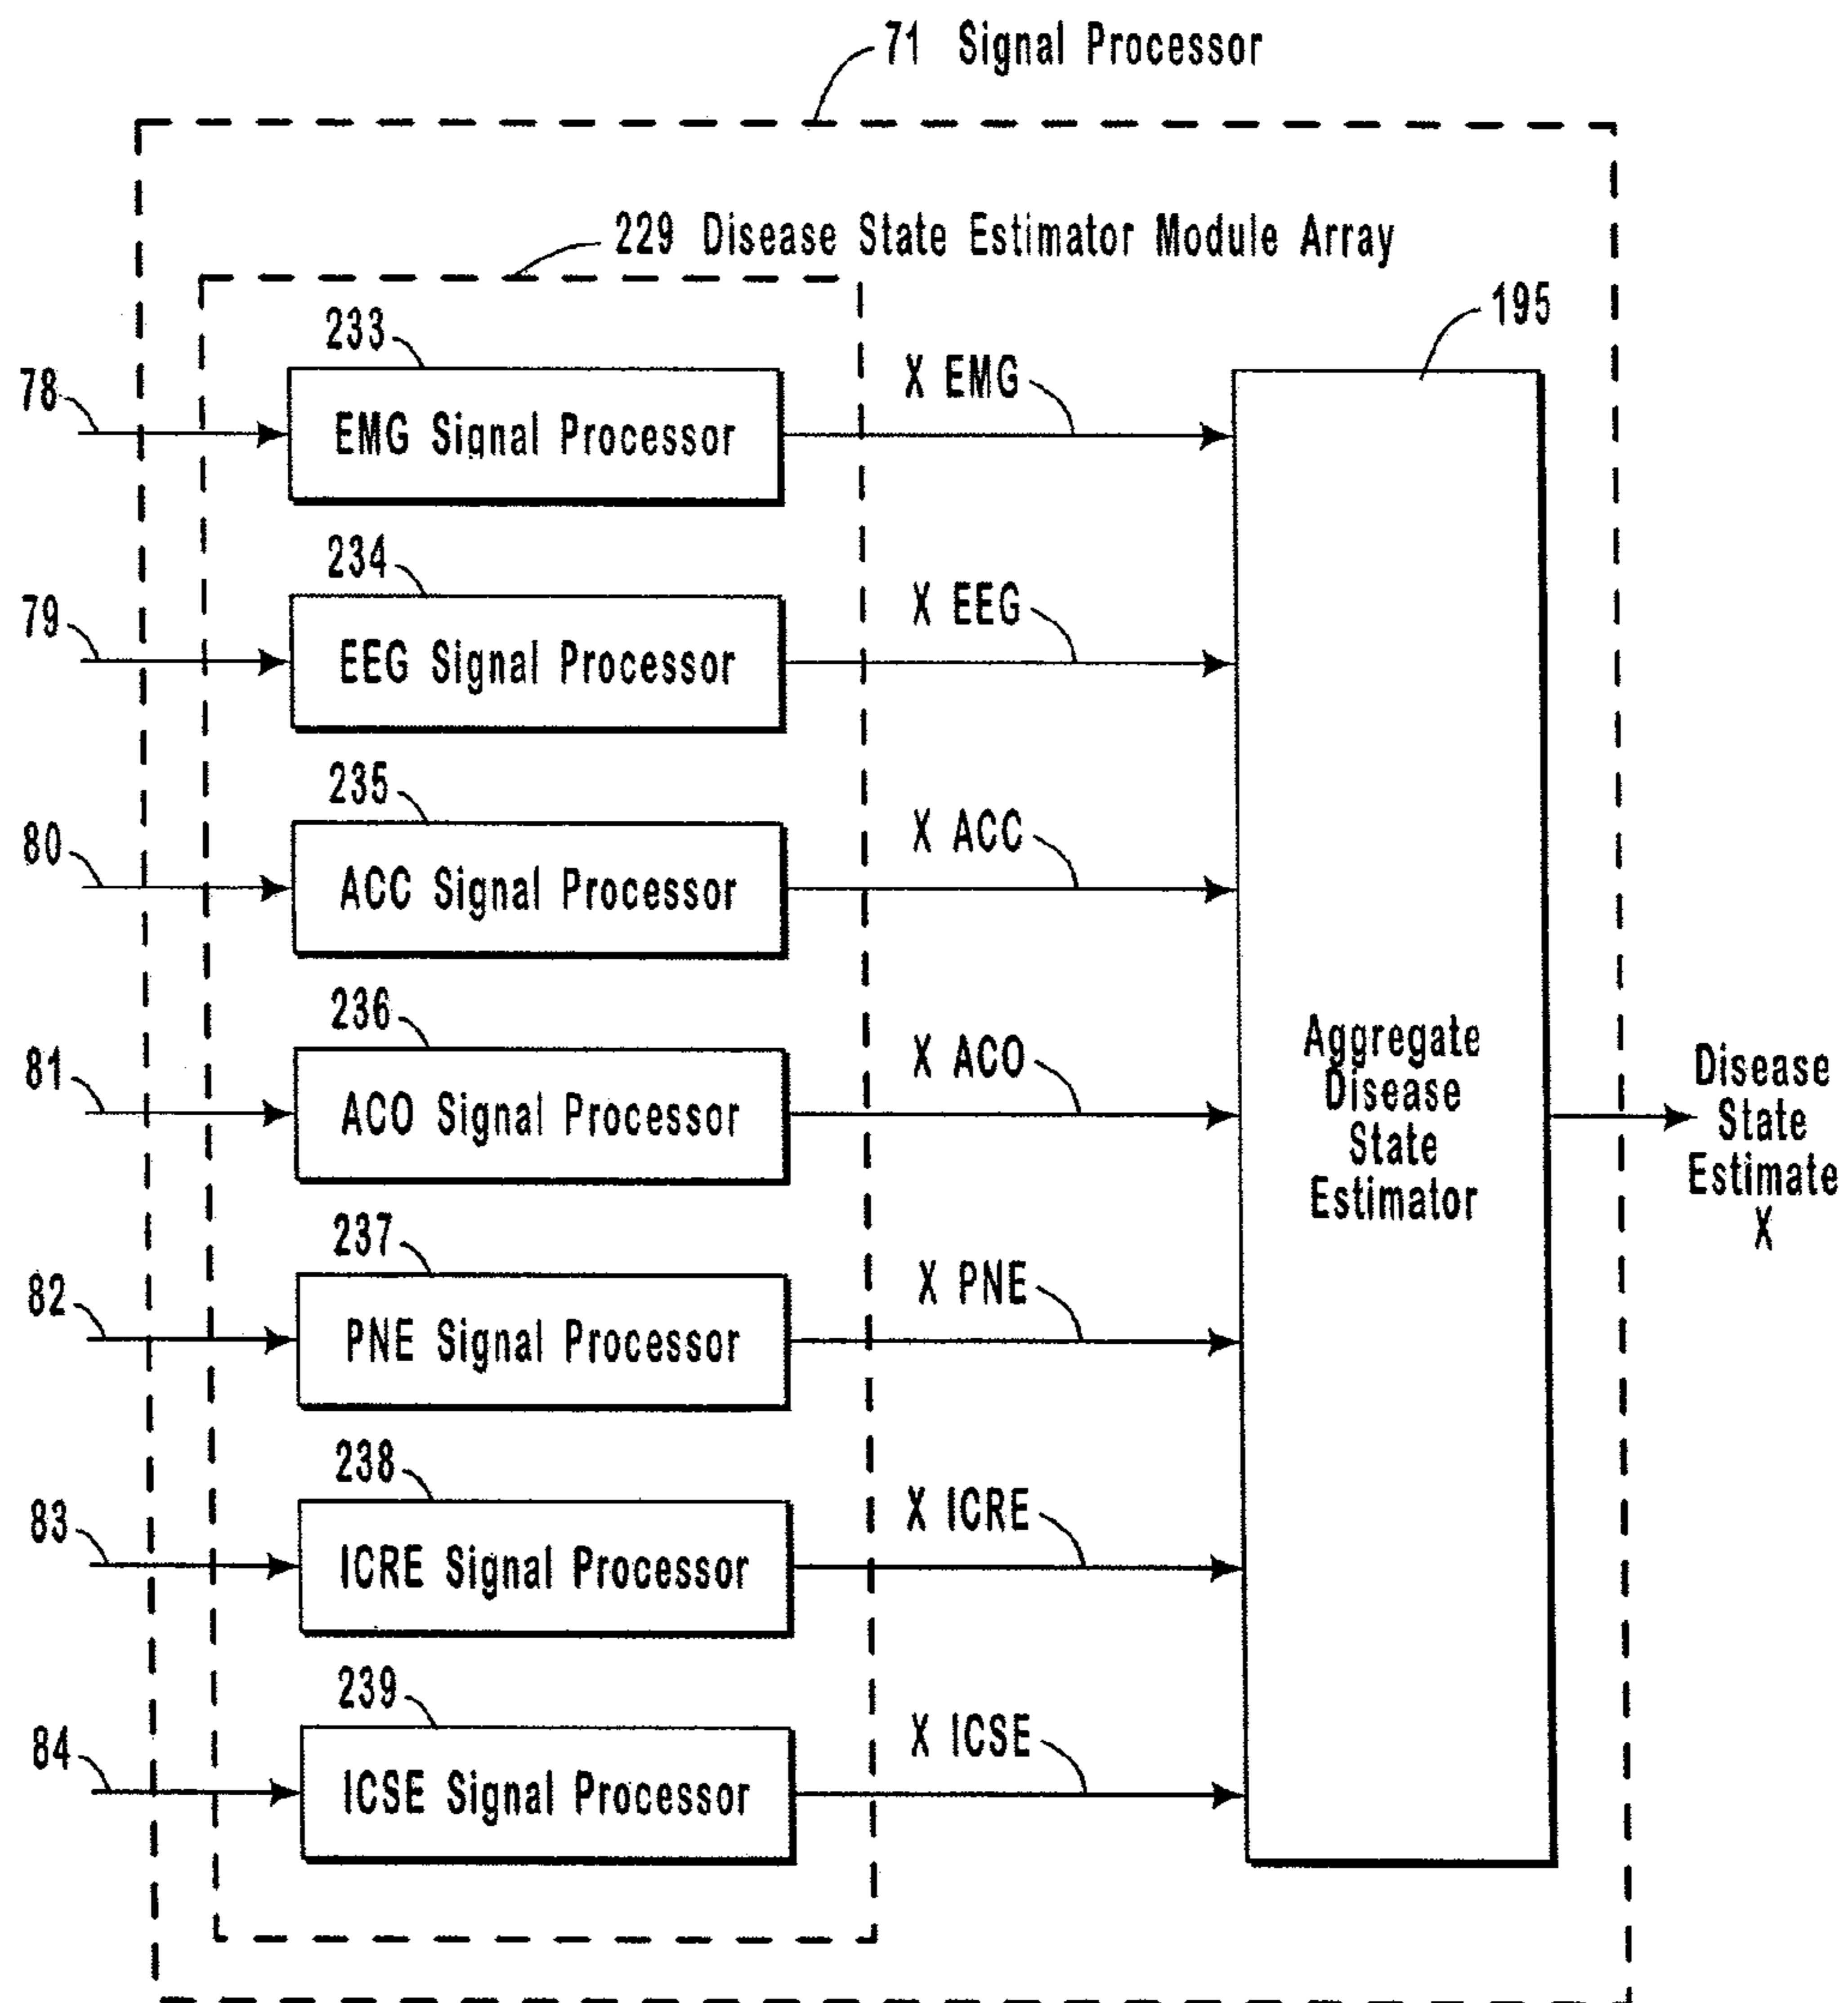 71 Signal Processor
229 Disease State Estimator Module Array
195
233
78
EMG Signal Processor
X EMG
234
79
EEG Signal Processor
X EEG
235
80
ACC Signal Processor
X ACC
236
81
ACO Signal Processor
X ACO
Aggregate
Disease
State
Estimator
Disease
State
Estimate
X
237
82
PNE Signal Processor
X PNE
238
83
ICRE Signal Processor
X ICRE
239
84
ICSE Signal Processor
X ICSE